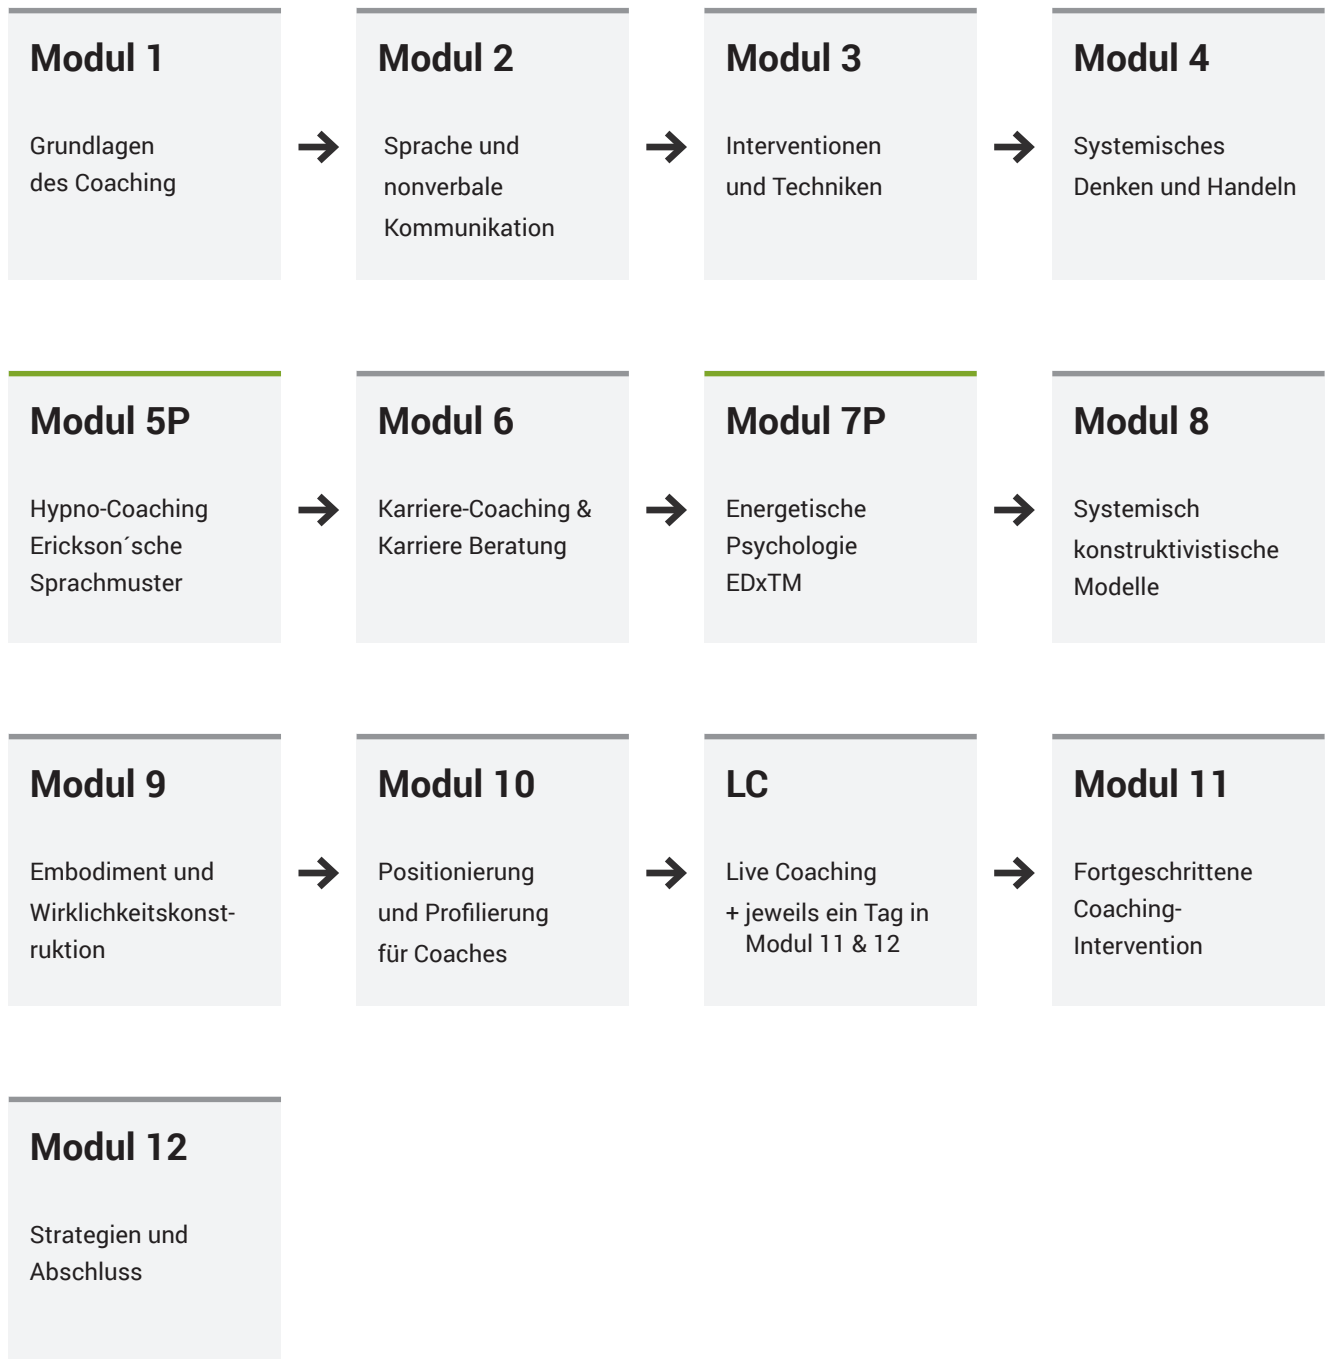 Modul 1
Grundlagen
des Coaching
Modul 2
Sprache und
nonverbale
Kommunikation
Modul 3
Interventionen
und Techniken
Modul 4
Systemisches
Denken und Handeln
Modul 5P
Hypno-Coaching
Erickson´sche
Sprachmuster
Modul 6
Karriere-Coaching &
Karriere Beratung
Modul 7P
Energetische
Psychologie
EDxTM
Modul 8
Systemisch
konstruktivistische
Modelle
Modul 9
Embodiment und
Wirklichkeitskonst-
ruktion
Modul 10
Positionierung
und Profilierung
für Coaches
LC
Live Coaching
+ jeweils ein Tag in
Modul 11 & 12
Modul 11
Fortgeschrittene
Coaching-
Intervention
Modul 12
Strategien und
Abschluss